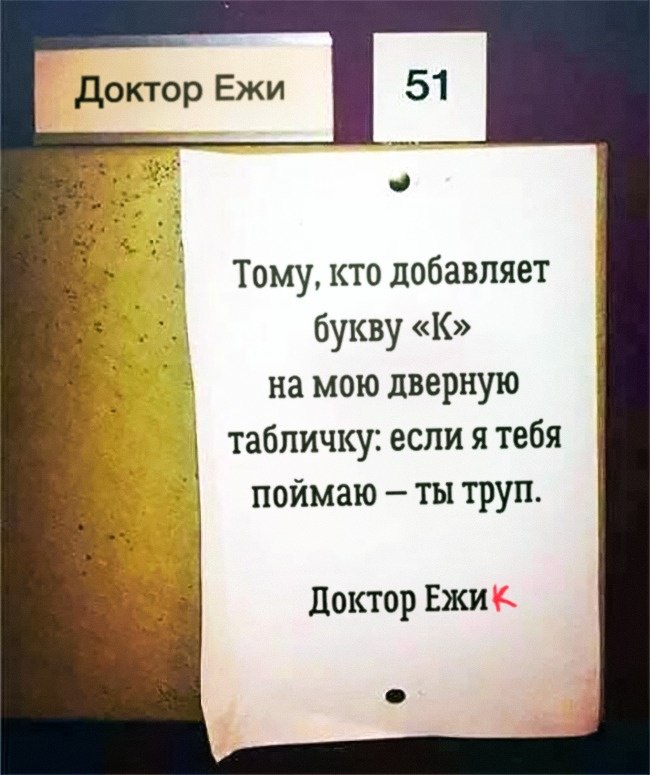 Доктор Ежи
51
Тому, кто добавляет
букву «К»
на мою дверную
табличку: если я тебя
поймаю – ты труп.
Доктор ЕжиК